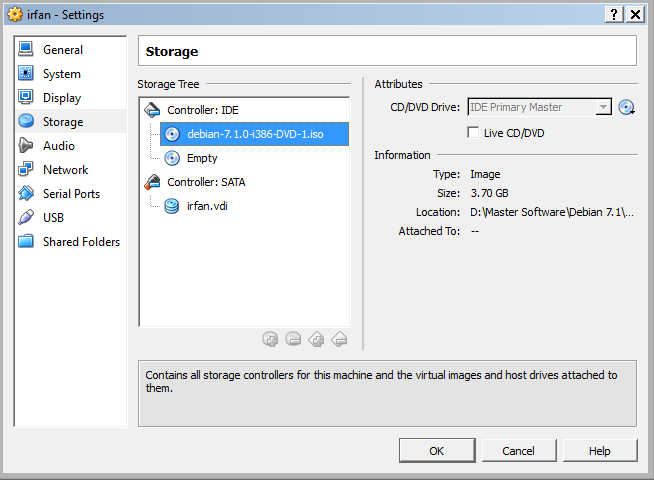 irfan - Settings
General
System
Display
Storage
Audio
Network
Serial Ports
USB
Shared Folders
Storage
Storage Tree
Controller: IDE
debian-7.1.0-i386-DVD-1.iso
Empty
Controller: SATA
irfan.vdi
Attributes
CD/DVD Drive: IDE Primary Master
Live CD/DVD
Information
Type: Image
Size: 3.70 GB
Location: D:\Master Software\Debian 7.1\...
Attached To: --
Contains all storage controllers for this machine and the virtual images and host drives attached to
them.
OK Cancel Help